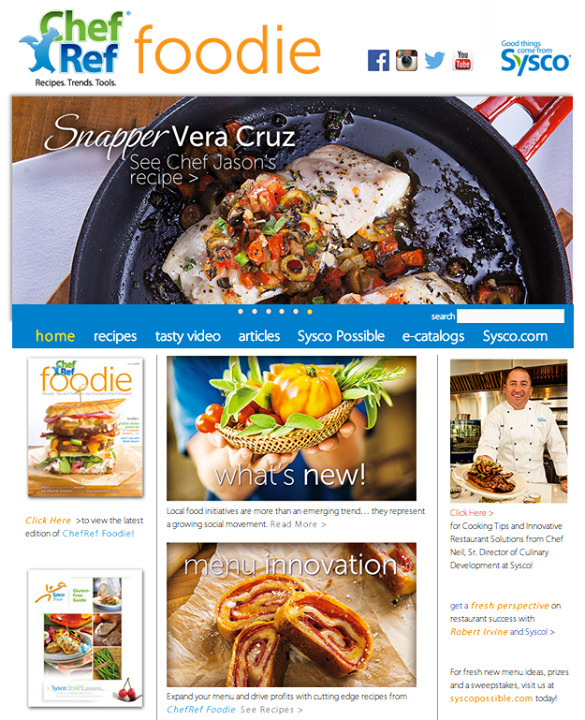 Chef
Ref
Recipes. Trends. Tools.
foodie
f
You
Tube
Good things
come from
Sysco
Snapper Vera Cruz
See Chef Jason's
recipe >
search
home recipes tasty video articles Sysco Possible e-catalogs Sysco.com
Chef
Ref
foodie
Click Here >to view the latest
edition of ChefRef Foodie!
Sysco
Gluten-
Free
Guide
Sysco SHAPE presents...
what's new!
Local food initiatives are more than an emerging trend... they represent
a growing social movement. Read More >
menu innovation
Expand your menu and drive profits with cutting edge recipes from
ChefRef Foodie See Recipes >
Click Here >
for Cooking Tips and Innovative
Restaurant Solutions from Chef
Neil, Sr. Director of Culinary
Development at Sysco!
get a fresh perspective on
restaurant success with
Robert Irvine and Sysco! >
For fresh new menu ideas, prizes
and a sweepstakes, visit us at
syscopossible.com today!